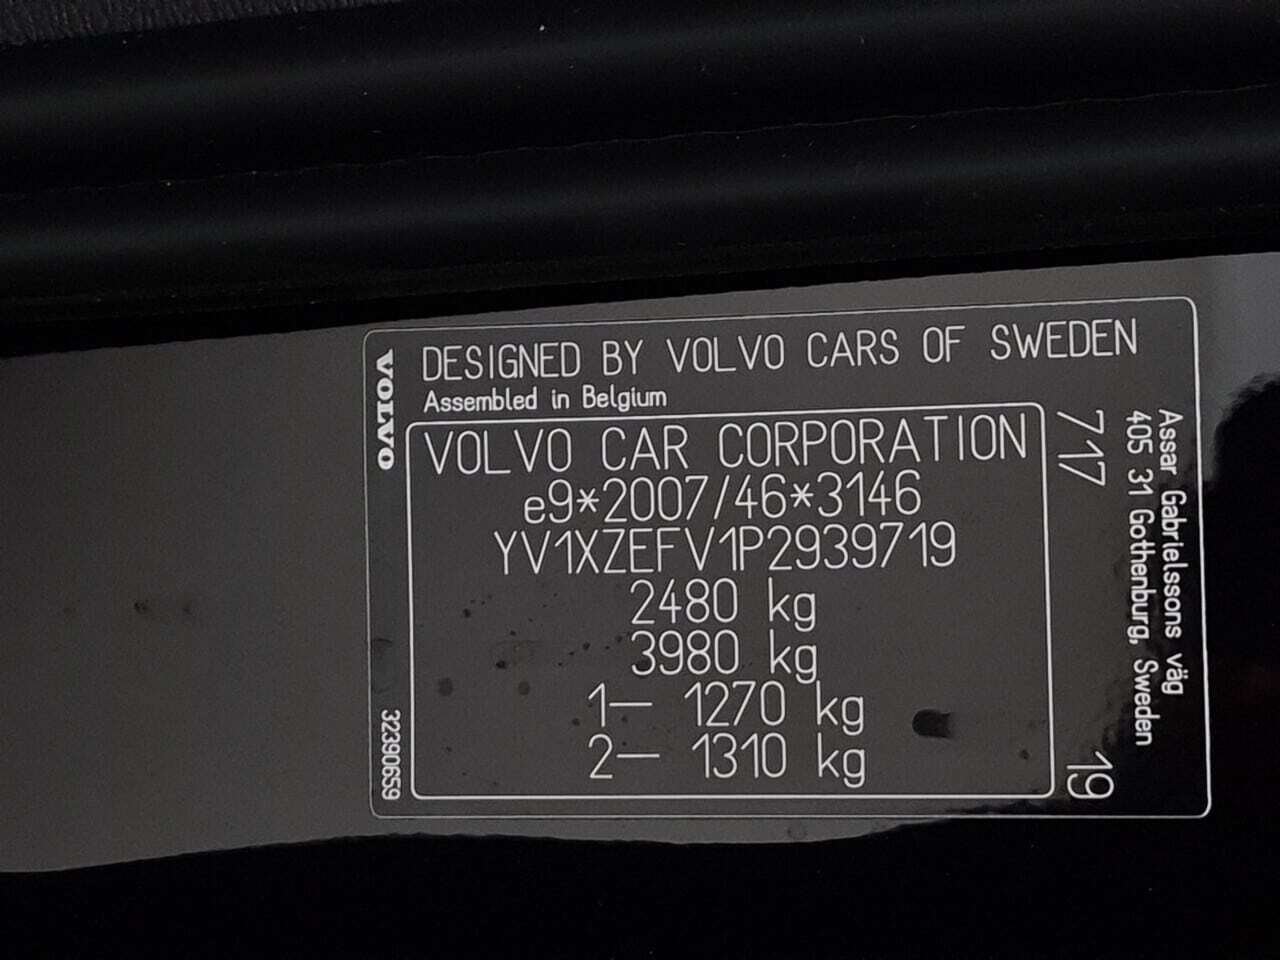 VOLVO
DESIGNED BY VOLVO CARS OF SWEDEN
Assembled in Belgium
VOLVO CAR CORPORATION
e9*2007/46*3146
YV1XZEFV1P2939719
2480 kg
3980 kg
1– 1270 kg
2– 1310 kg
32390659
717
19
Assar Gabrielssons väg
405 31 Gothenburg, Sweden